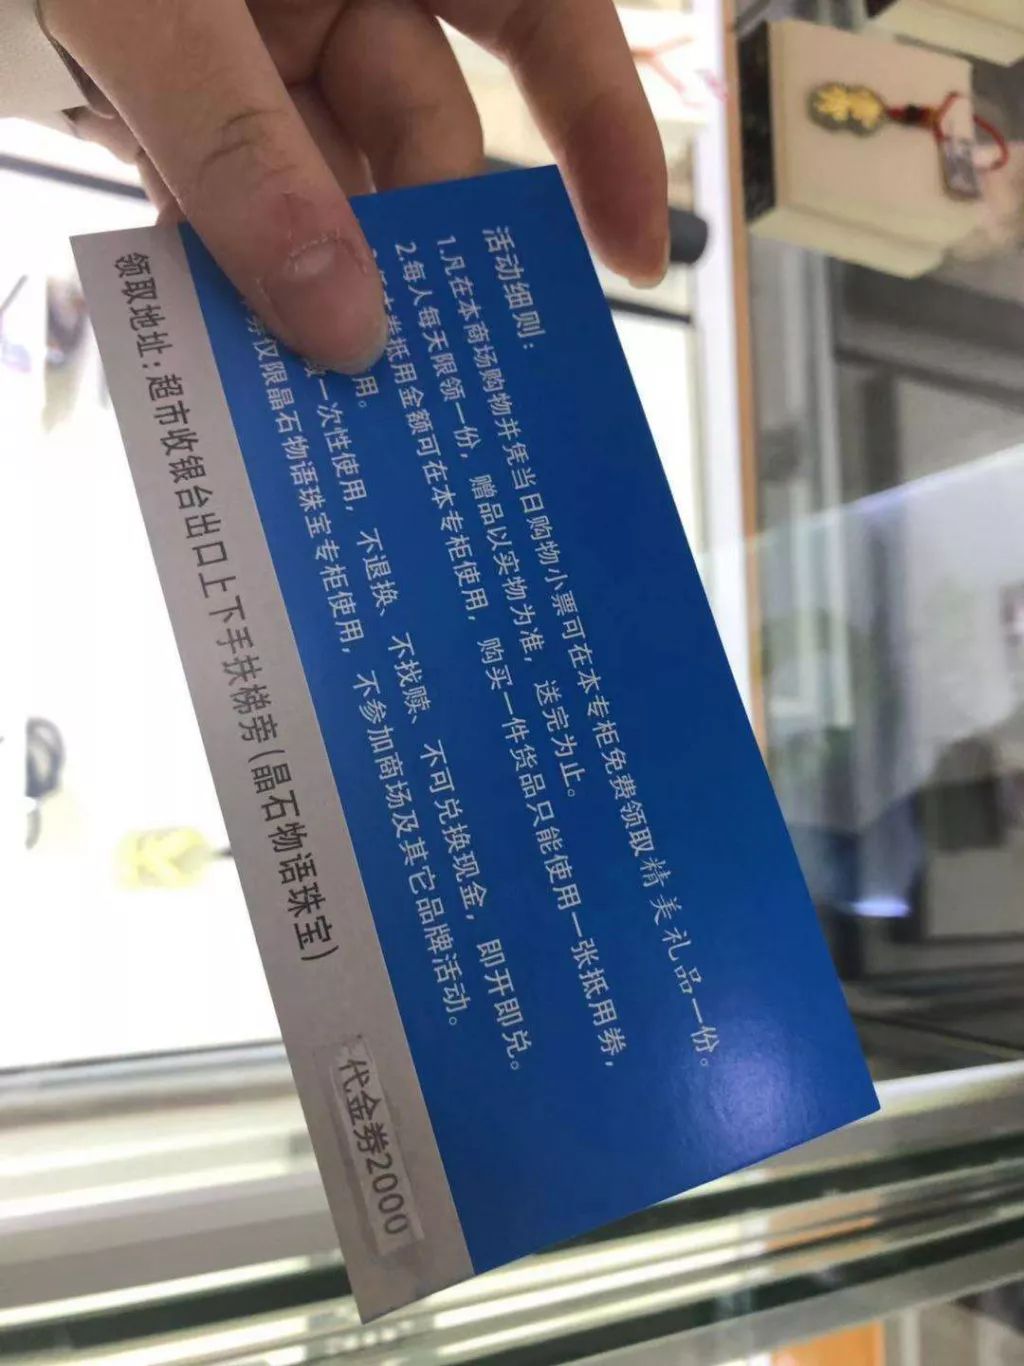 活动细则：
1.凡在本商场购物并凭当日购物小票可在本专柜免费领取精美礼品一份。
2.每人每天限领一份，赠品以实物为准，送完为止。
券抵用金额可在本专柜使用，购买一件货品只能使用一张抵用券，
用。
一次性使用，不退换、不找赎、不可兑换现金，即开即兑。
券仅限晶石物语珠宝专柜使用，不参加商场及其它品牌活动。
领取地址：超市收银台出口上下手扶梯旁(晶石物语珠宝)
代金券2000